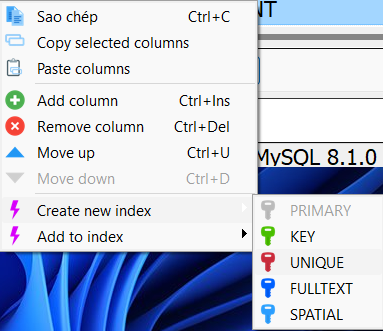 NT
Sao chép Ctrl+C
Copy selected columns
Paste columns
Add column Ctrl+Ins
Remove column Ctrl+Del
Move up Ctrl+U
MySQL 8.1.0
Move down Ctrl+D
Create new index
PRIMARY
Add to index
KEY
UNIQUE
FULLTEXT
SPATIAL